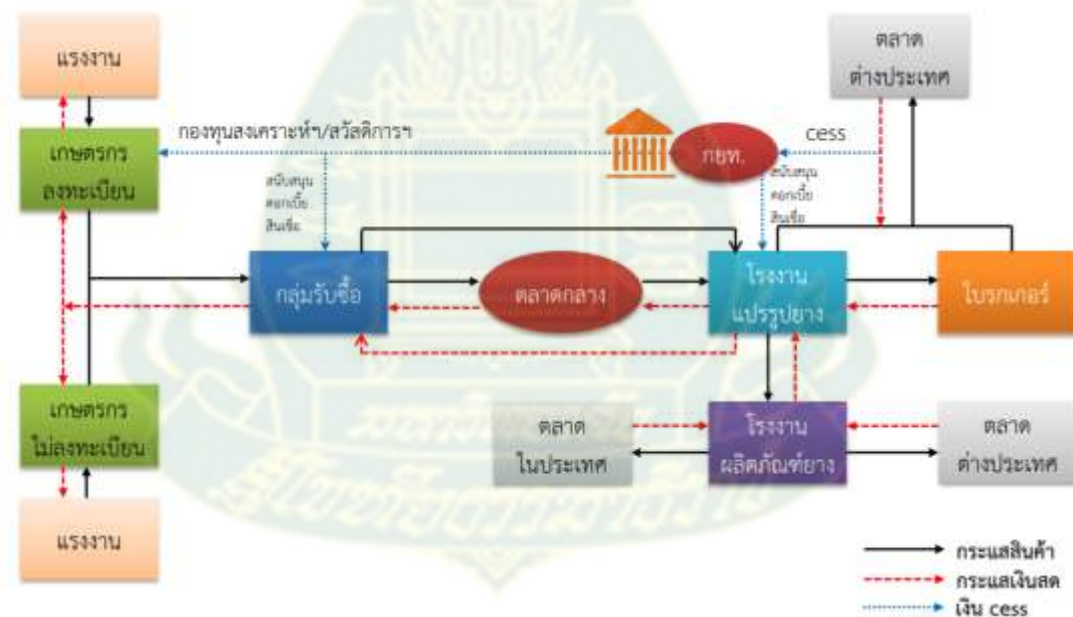 แรงงาน
ตลาด
ต่างประเทศ
กองทุนสงเคราะห์ฯ/สวัสดิการฯ
กยท.
cess
เกษตรกร
ลงทะเบียน
สนับสนุน
ดอกเบี้ย
สินเชื่อ
สนับสนุน
ดอกเบี้ย
สินเชื่อ
กลุ่มรับซื้อ
ตลาดกลาง
โรงงาน
แปรรูปยาง
โบรกเกอร์
เกษตรกร
ไม่ลงทะเบียน
ตลาด
ในประเทศ
โรงงาน
ผลิตภัณฑ์ยาง
ตลาด
ต่างประเทศ
แรงงาน
กระแสสินค้า
กระแสเงินสด
เงิน cess